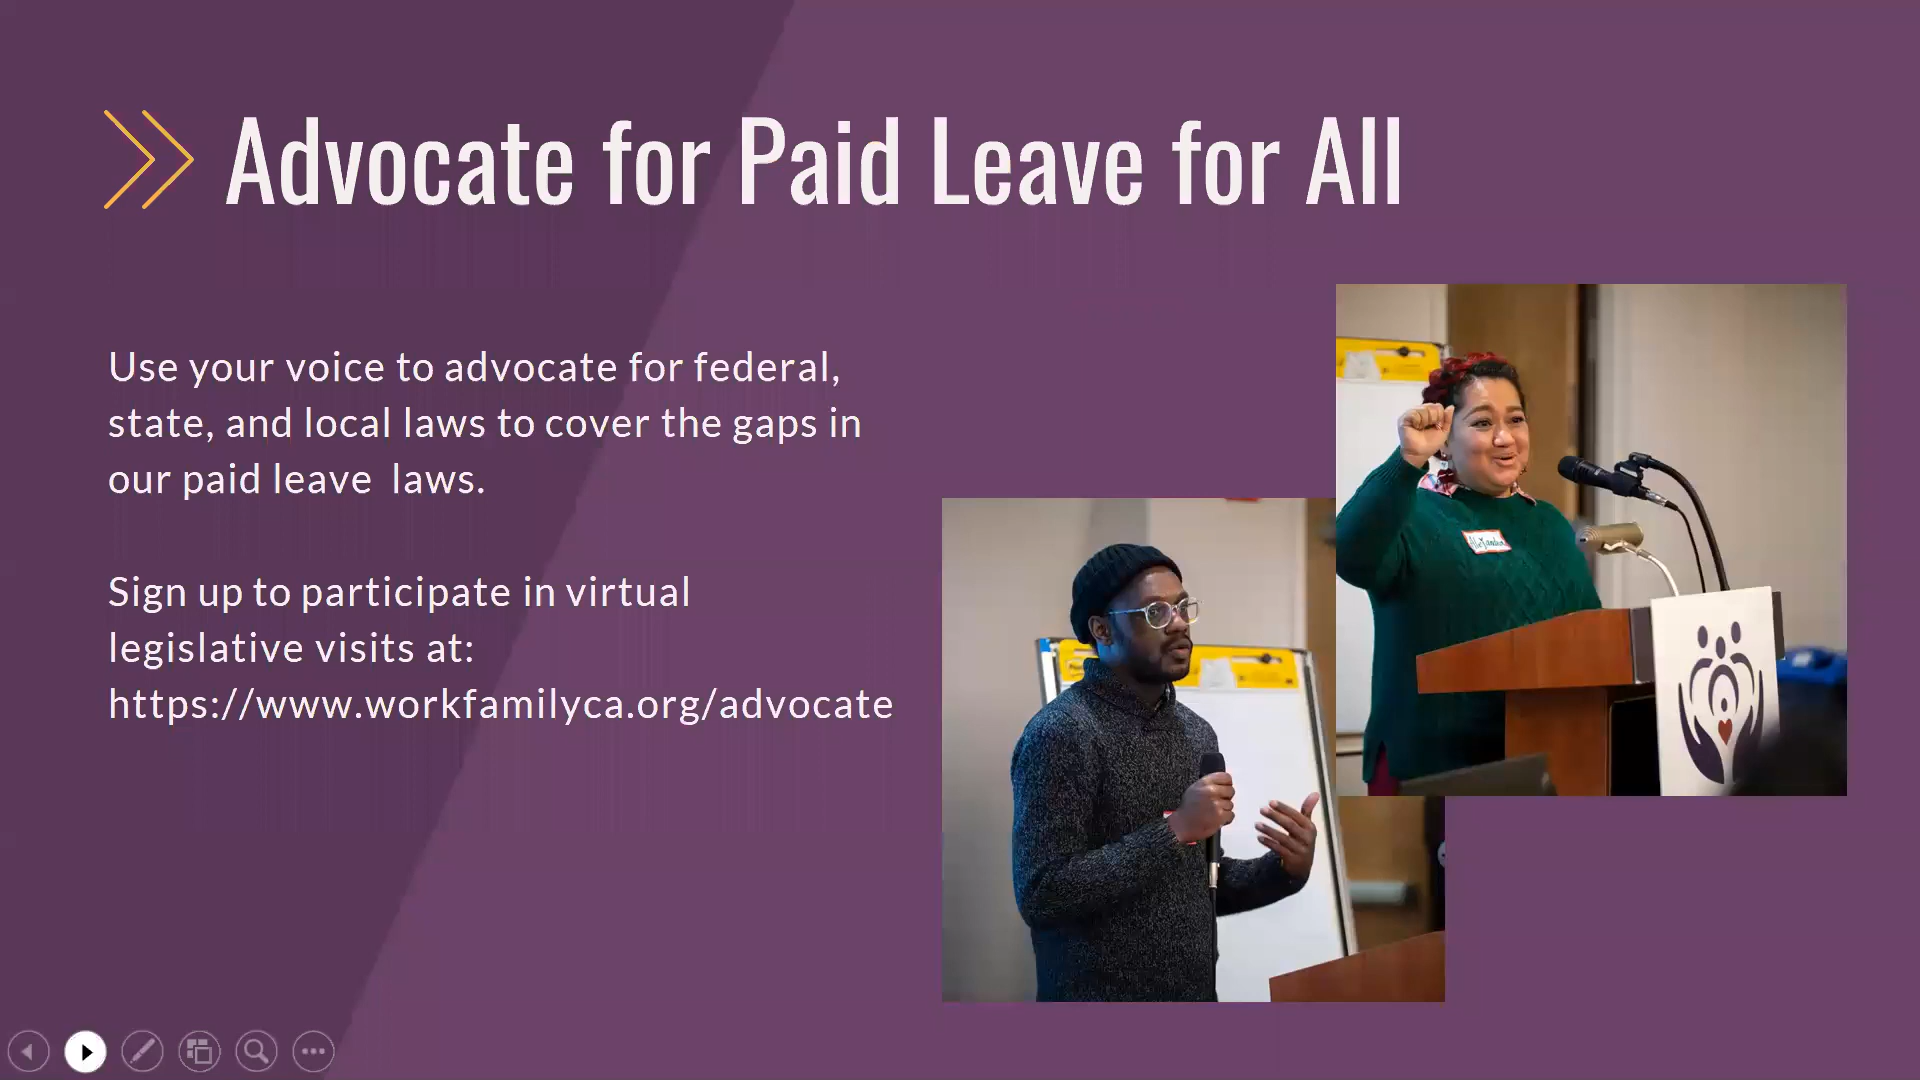 Advocate for Paid Leave for All
Use your voice to advocate for federal,
state, and local laws to cover the gaps in
our paid leave  laws.
Sign up to participate in virtual
legislative visits at:
https://www.workfamilyca.org/advocate
Alejandra